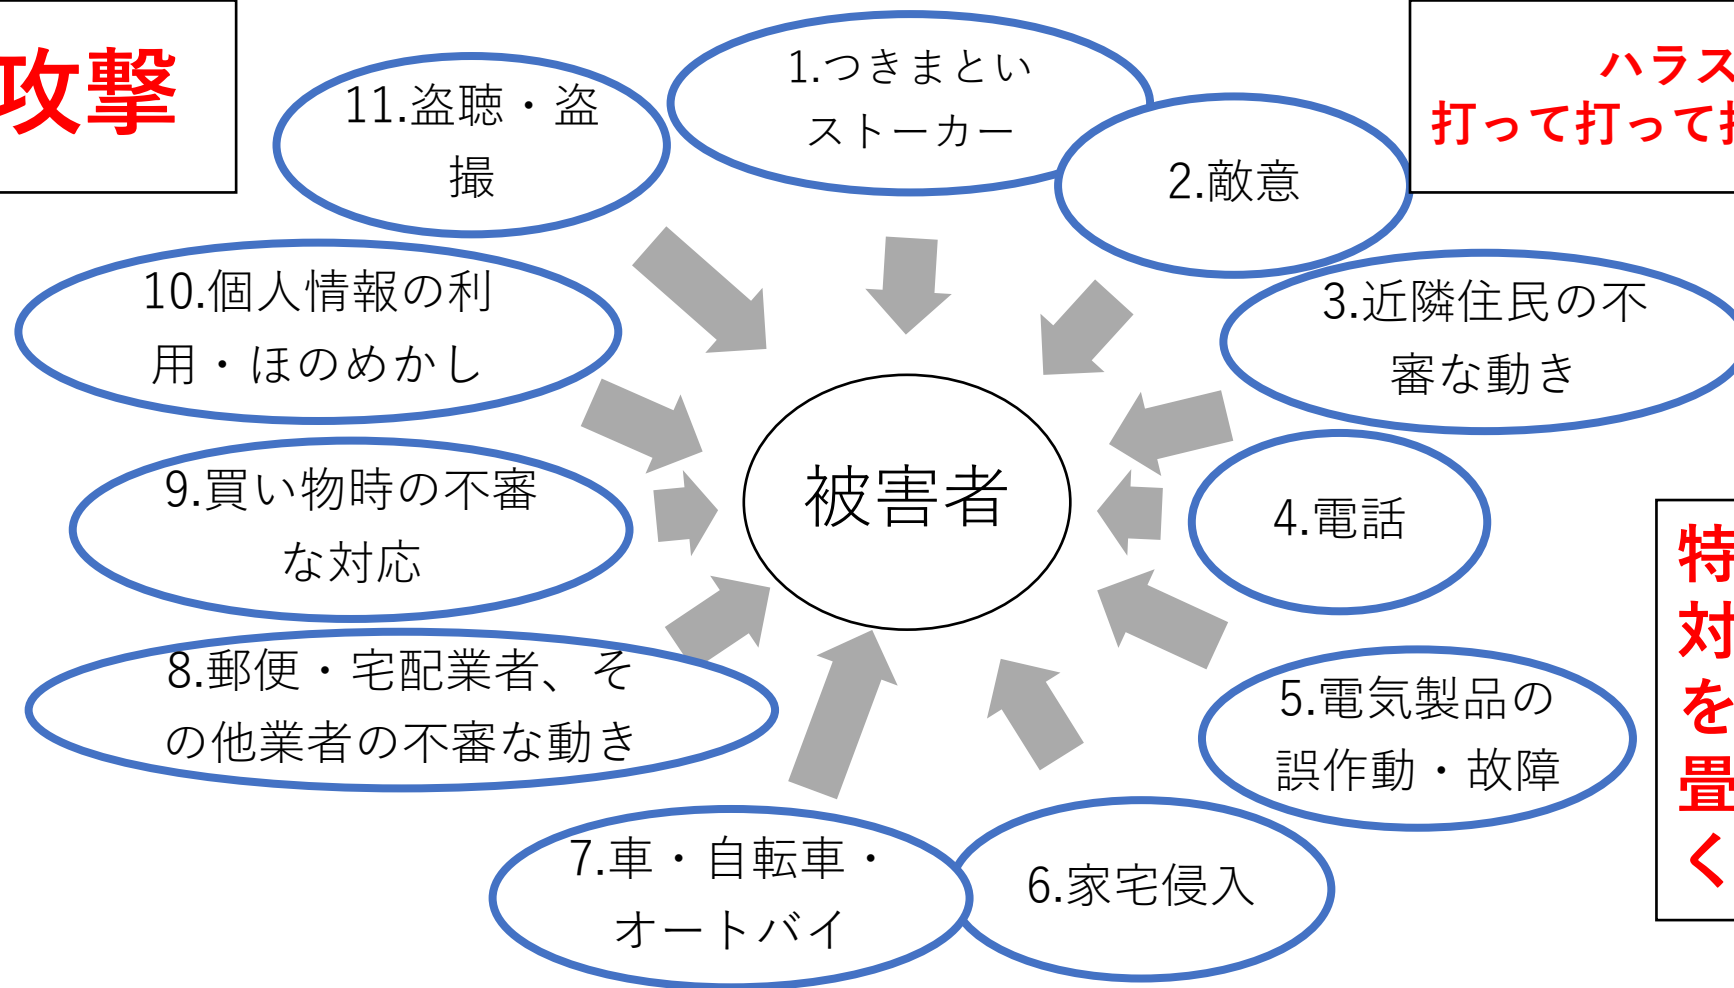 攻撃
ハラス
打って打って
1.つきまとい
ストーカー
2.敵意
3.近隣住民の不
審な動き
4.電話
5.電気製品の
誤作動・故障
6.家宅侵入
7.車・自転車・
オートバイ
8.郵便・宅配業者、そ
の他業者の不審な動き
9.買い物時の不審
な対応
10.個人情報の利
用・ほのめかし
11.盗聴・盗
撮
被害者
特
対
を
畳
く